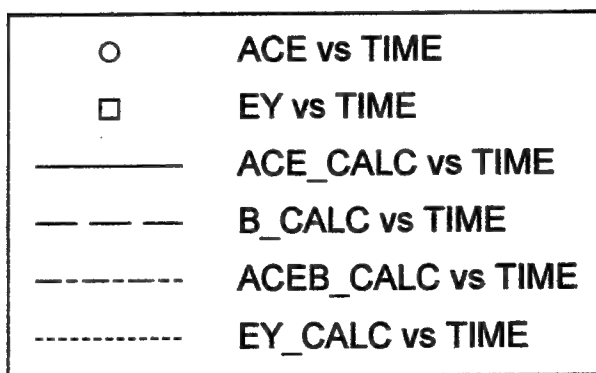 ACE vs TIME
EY vs TIME
ACE_CALC vs TIME
B_CALC vs TIME
ACEB_CALC vs TIME
EY_CALC vs TIME